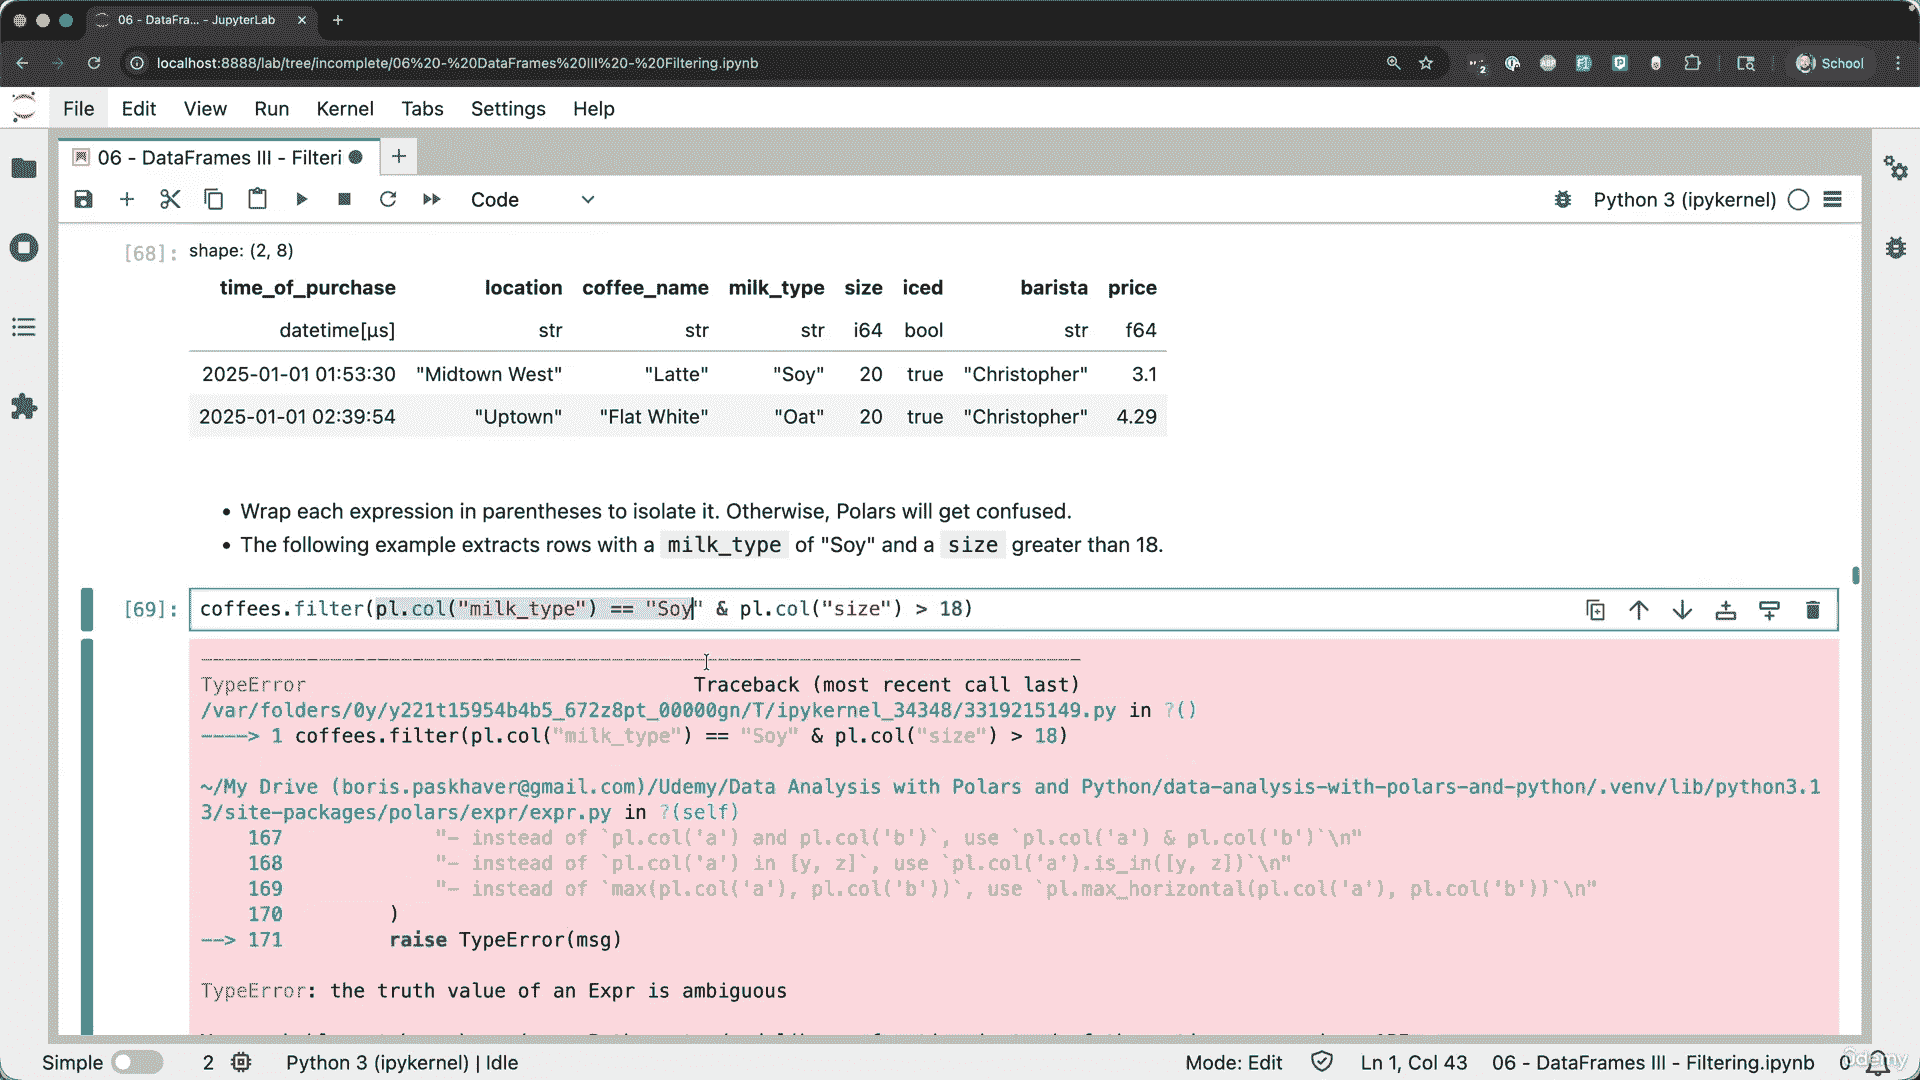 06 - DataFra... - JupyterLab
localhost:8888/lab/tree/incomplete/06%20-%20DataFrames%20III%20-%20Filtering.ipynb
2
School
File Edit View Run Kernel Tabs Settings Help
06 - DataFrames III - Filteri
Code
Python 3 (ipykernel)
[68]: shape: (2, 8)
time_of_purchase location coffee_name milk_type size iced barista price
datetime[μs] str str str i64 bool str f64
2025-01-01 01:53:30 "Midtown West" "Latte" "Soy" 20 true "Christopher" 3.1
2025-01-01 02:39:54 "Uptown" "Flat White" "Oat" 20 true "Christopher" 4.29
• Wrap each expression in parentheses to isolate it. Otherwise, Polars will get confused.
• The following example extracts rows with a milk_type of "Soy" and a size greater than 18.
[69]: coffees.filter(pl.col("milk_type") == "Soy" & pl.col("size") > 18)
---------------------------------------------------------------------------
TypeError Traceback (most recent call last)
/var/folders/0y/y221t15954b4b5_672z8pt_00000gn/T/ipykernel_34348/3319215149.py in ?()
----> 1 coffees.filter(pl.col("milk_type") == "Soy" & pl.col("size") > 18)
~/My Drive (boris.paskhaver@gmail.com)/Udemy/Data Analysis with Polars and Python/data-analysis-with-polars-and-python/.venv/lib/python3.1
3/site-packages/polars/expr/expr.py in ?(self)
167 "- instead of `pl.col('a') and pl.col('b')`, use `pl.col('a') & pl.col('b')`\n"
168 "- instead of `pl.col('a') in [y, z]`, use `pl.col('a').is_in([y, z])`\n"
169 "- instead of `max(pl.col('a'), pl.col('b'))`, use `pl.max_horizontal(pl.col('a'), pl.col('b'))`\n"
170 )
--> 171 raise TypeError(msg)
TypeError: the truth value of an Expr is ambiguous
Simple 2 Python 3 (ipykernel) | Idle Mode: Edit Ln 1, Col 43 06 - DataFrames III - Filtering.ipynb 0
Udemy